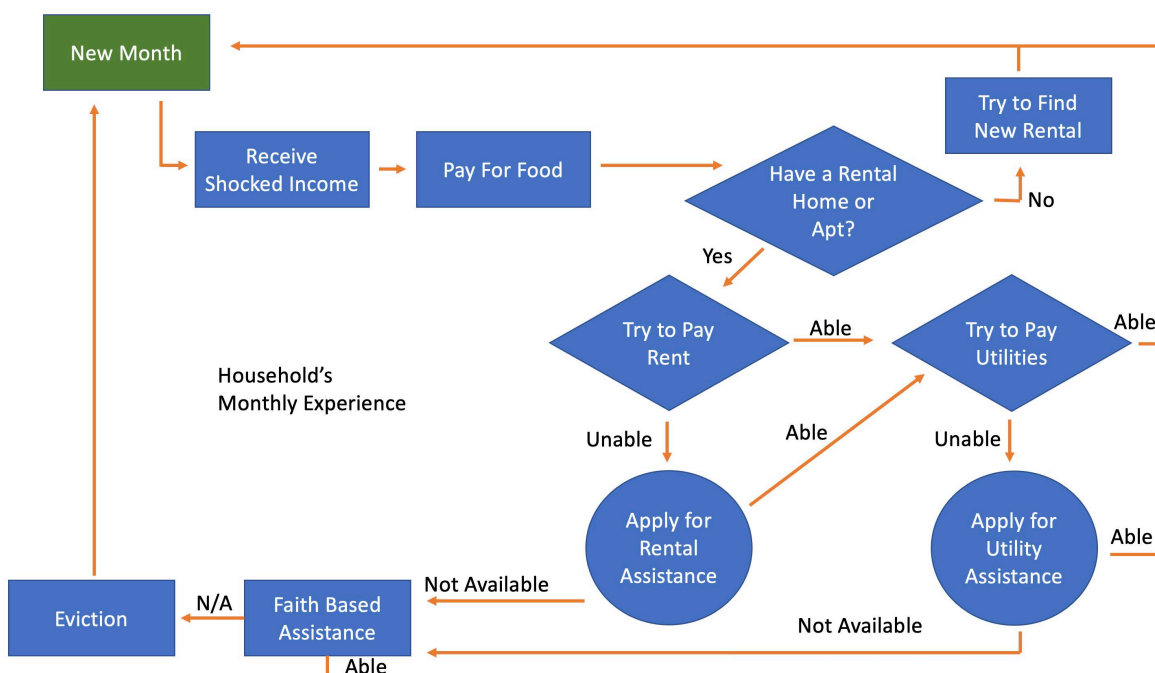 New Month
Try to Find
New Rental
Receive
Shocked Income
Pay For Food
Have a Rental
Home or
Apt?
No
Yes
Try to Pay
Rent
Able
Try to Pay
Utilities
Able
Household’s
Monthly Experience
Unable
Able
Unable
Apply for
Rental
Assistance
Apply for
Utility
Assistance
Able
Not Available
Eviction
N/A
Faith Based
Assistance
Not Available
Able